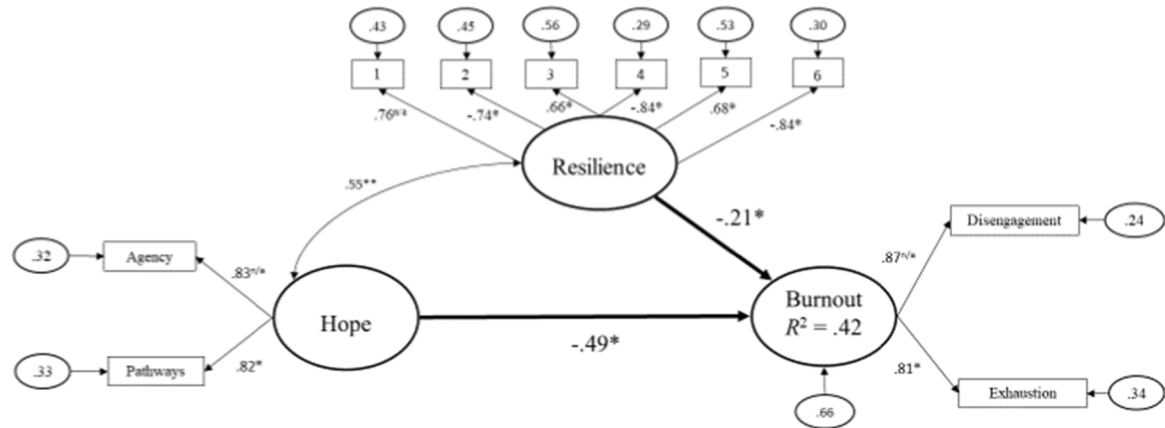 .43 .45 .56 .29 .53 .30
1 2 3 4 5 6
.76ⁿ/ᵃ -.74* .66* -.84* .68* -.84*
Resilience
.55**
-.21*
Disengagement .24
.32 Agency
.83ⁿ/* .87ⁿ/*
Hope
Burnout
R² = .42
-.49*
.33 Pathways .82*
.81*
Exhaustion .34
.66